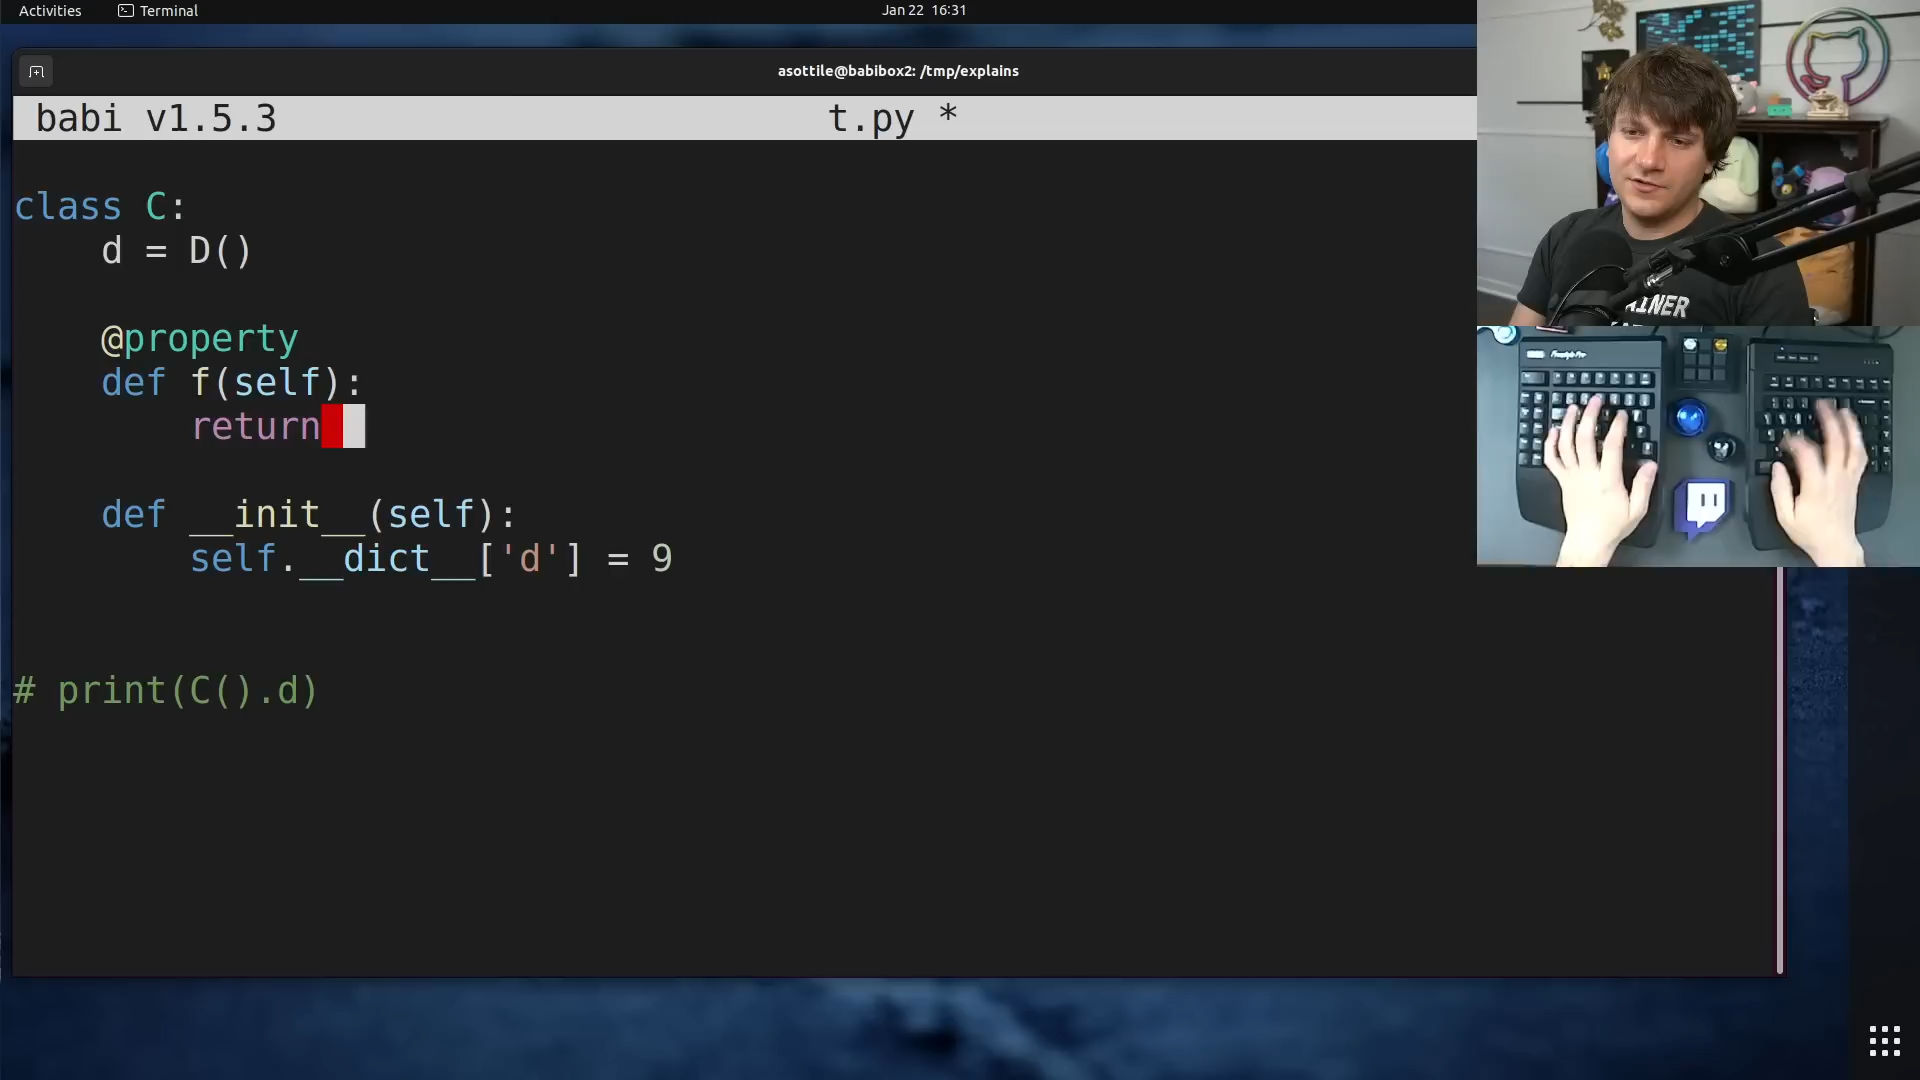 Activities
Terminal
Jan 22 16:31
asottile@babibox2: /tmp/explains
babi v1.5.3
t.py *
class C:
d = D()
@property
def f(self):
return
def __init__(self):
self.__dict__['d'] = 9
# print(C().d)